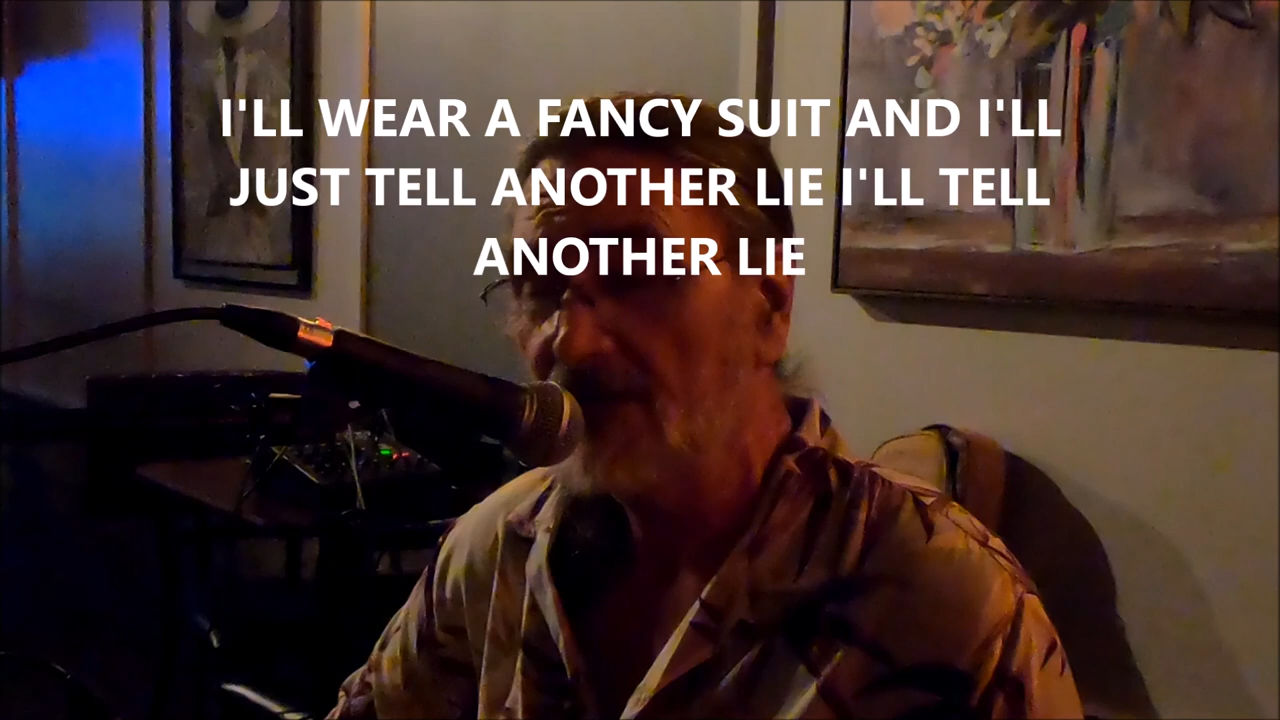 I'LL WEAR A FANCY SUIT AND I'LL
JUST TELL ANOTHER LIE I'LL TELL
ANOTHER LIE